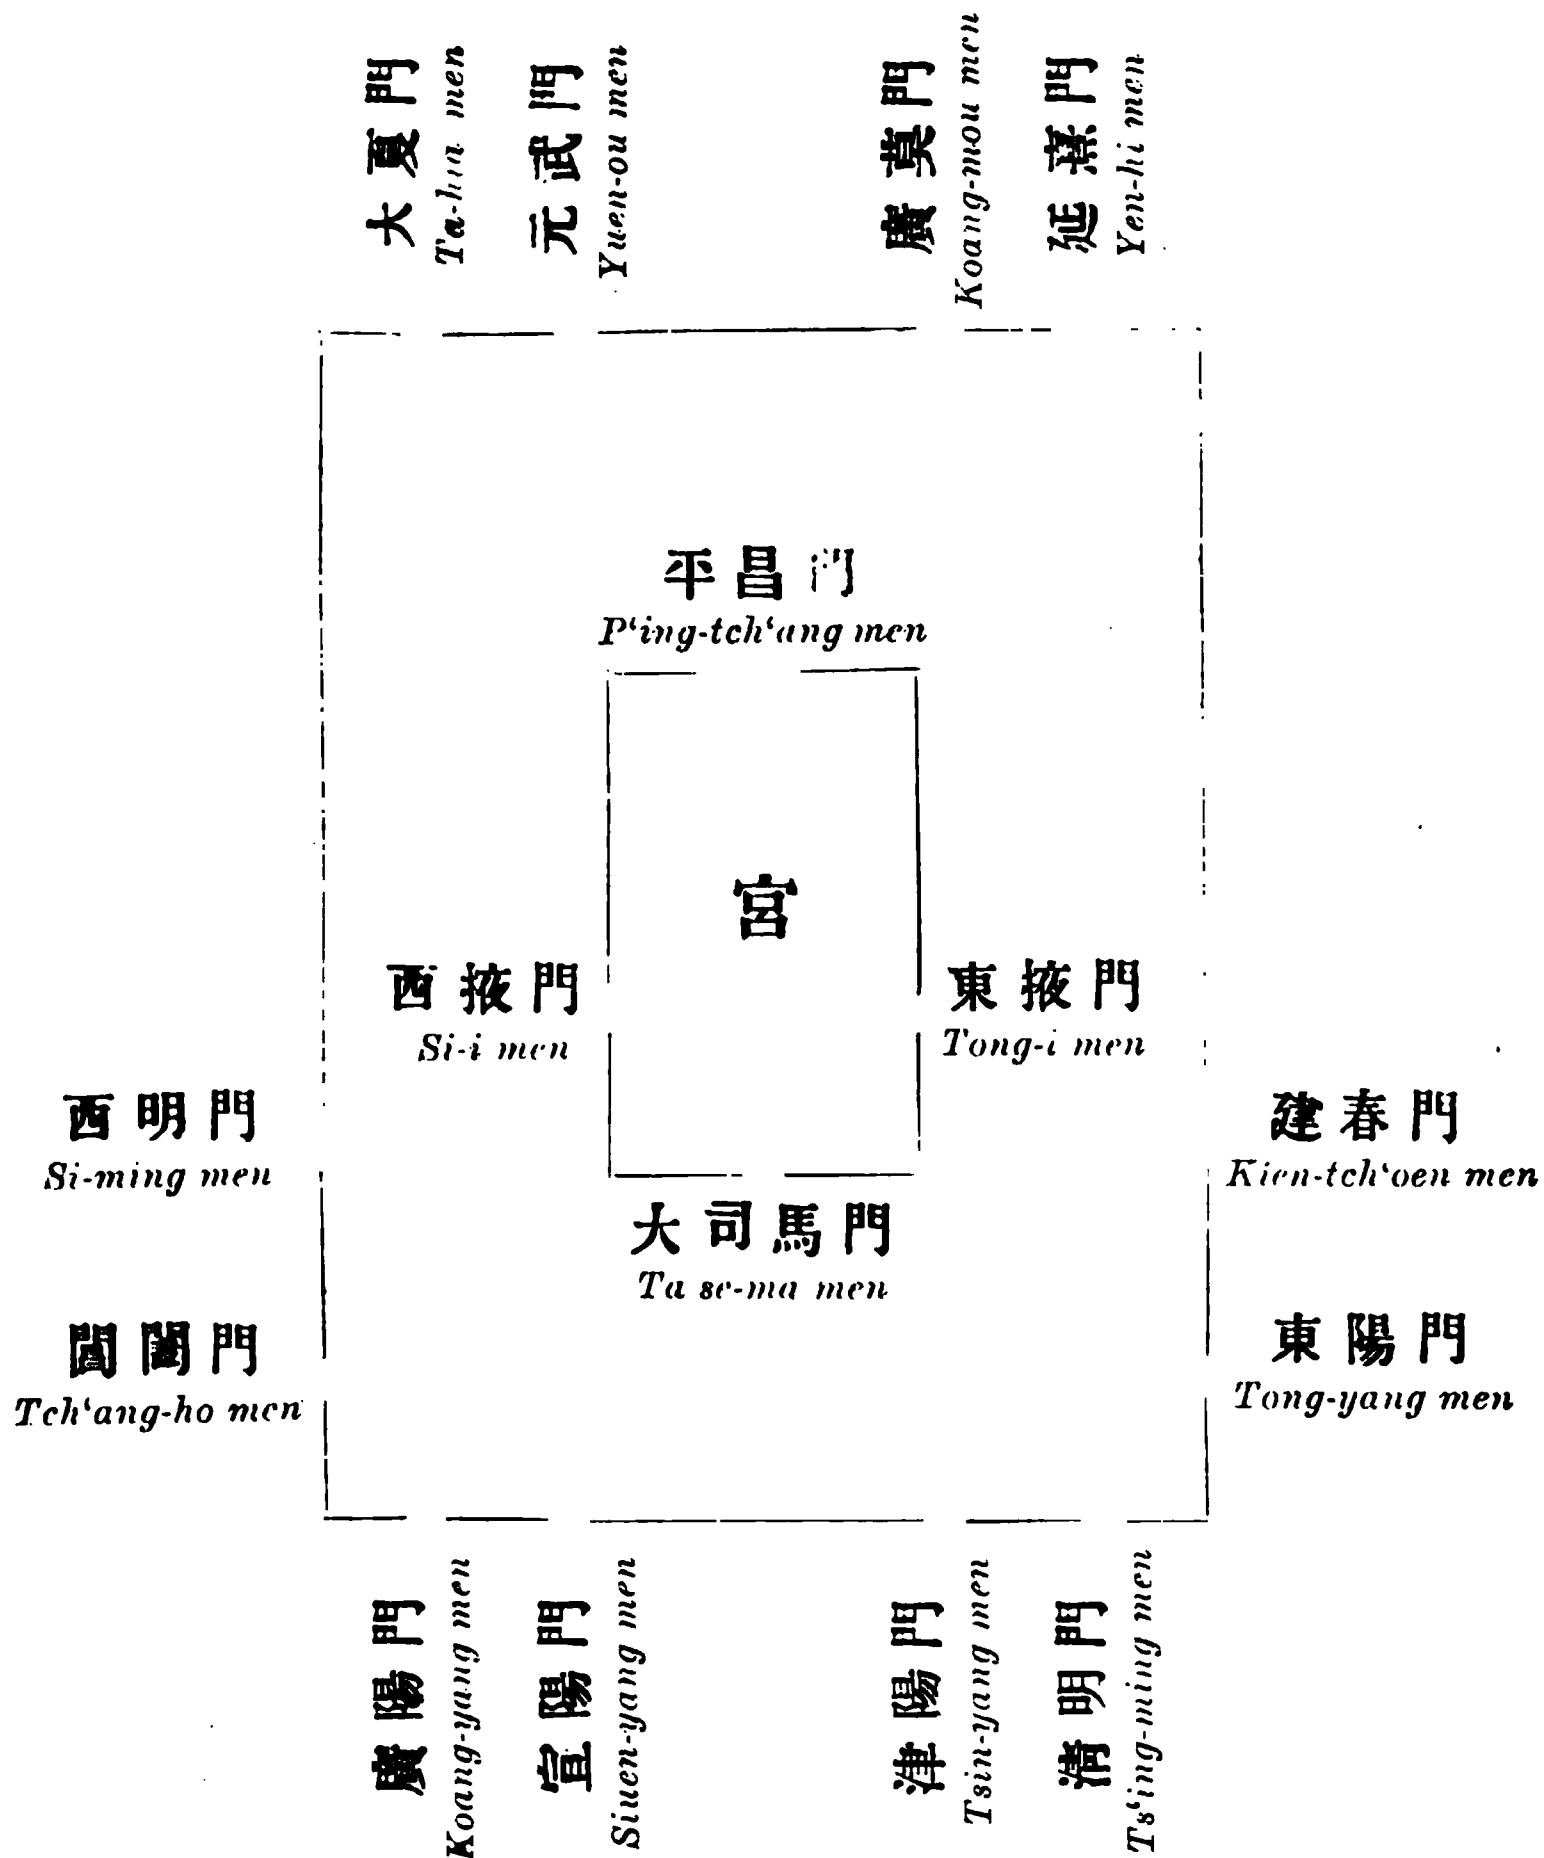 大夏門
Ta-hia men
元武門
Yuen-ou men
廣莫門
Koang-mou men
延熹門
Yen-hi men
平昌門
P‘ing-tch‘ang men
宮
西掖門
Si-i men
東掖門
Tong-i men
西明門
Si-ming men
建春門
Kien-tch‘oen men
大司馬門
Ta se-ma men
閶闔門
Tch‘ang-ho men
東陽門
Tong-yang men
廣陽門
Koang-yang men
宣陽門
Siuen-yang men
津陽門
Tsin-yang men
清明門
Ts‘ing-ming men